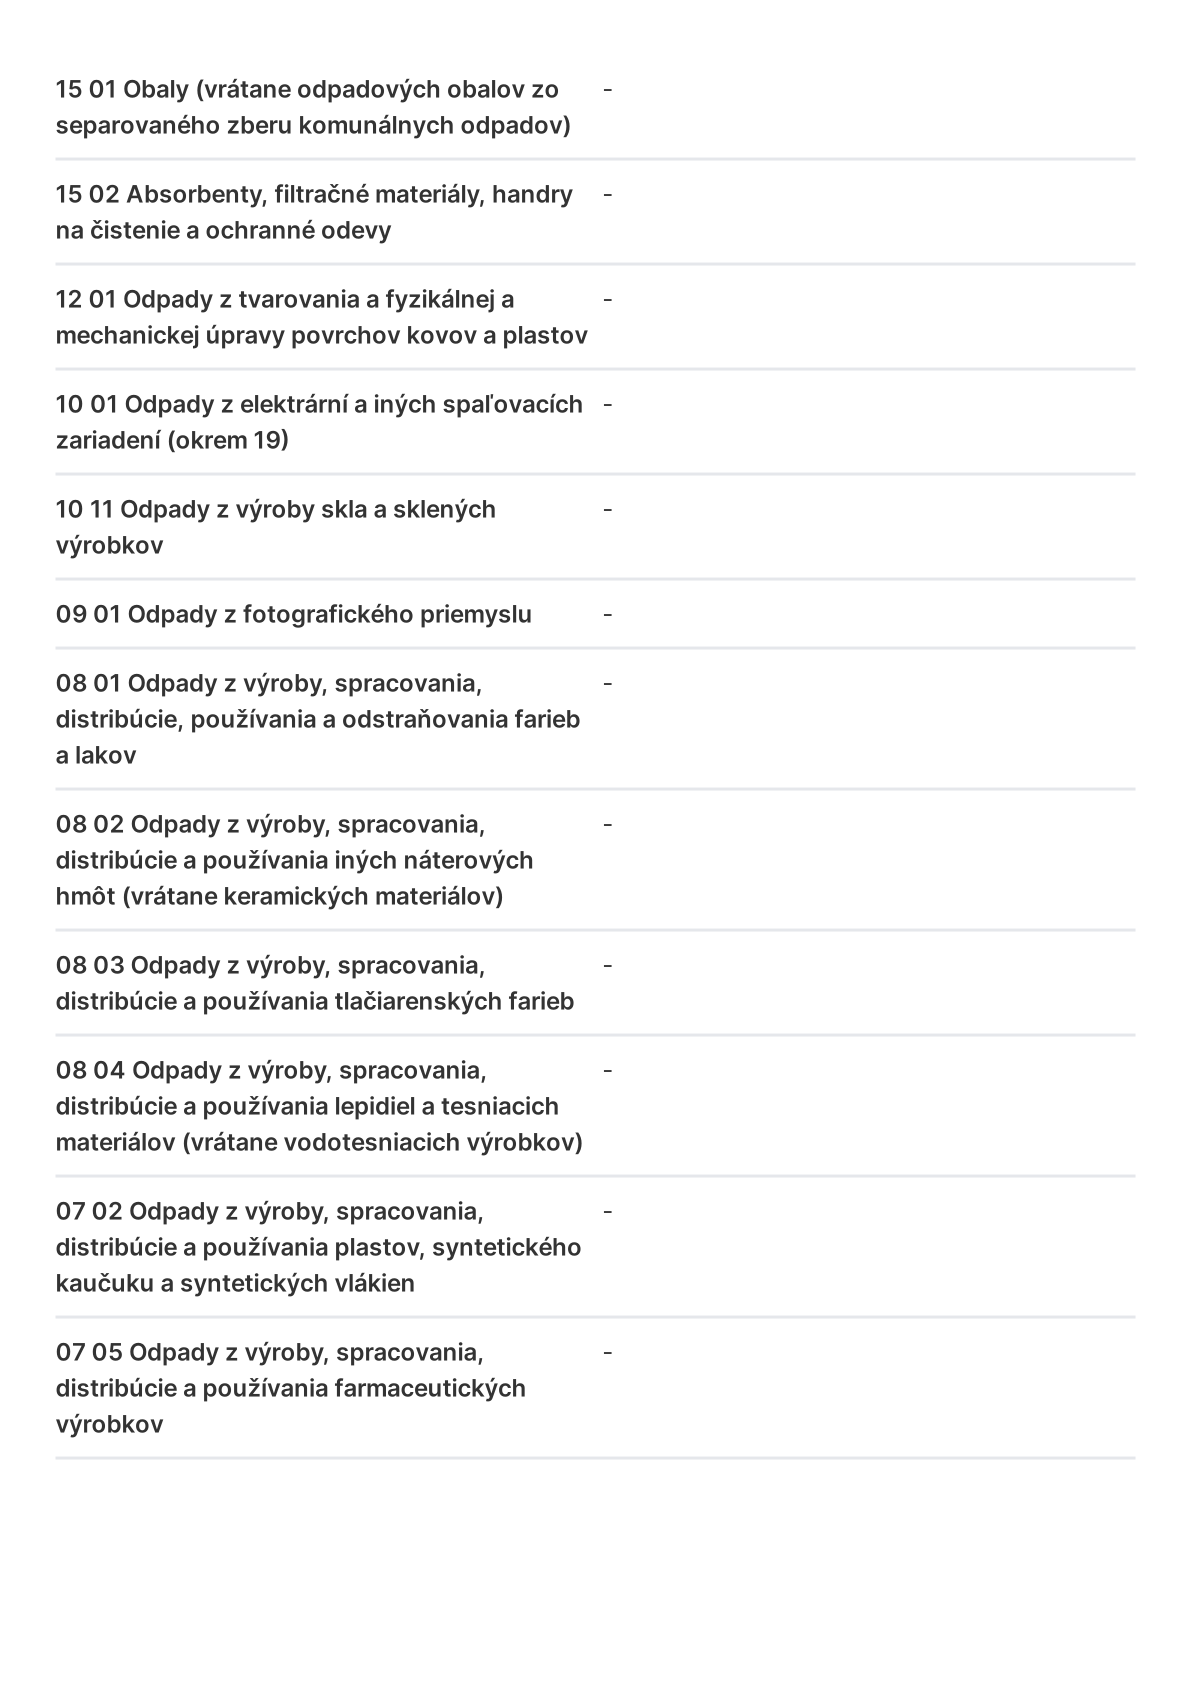 15 01 Obaly (vrátane odpadových obalov zo -
separovaného zberu komunálnych odpadov)
15 02 Absorbenty, filtračné materiály, handry -
na čistenie a ochranné odevy
12 01 Odpady z tvarovania a fyzikálnej a -
mechanickej úpravy povrchov kovov a plastov
10 01 Odpady z elektrární a iných spaľovacích -
zariadení (okrem 19)
10 11 Odpady z výroby skla a sklených -
výrobkov
09 01 Odpady z fotografického priemyslu -
08 01 Odpady z výroby, spracovania, -
distribúcie, používania a odstraňovania farieb
a lakov
08 02 Odpady z výroby, spracovania, -
distribúcie a používania iných náterových
hmôt (vrátane keramických materiálov)
08 03 Odpady z výroby, spracovania, -
distribúcie a používania tlačiarenských farieb
08 04 Odpady z výroby, spracovania, -
distribúcie a používania lepidiel a tesniacich
materiálov (vrátane vodotesniacich výrobkov)
07 02 Odpady z výroby, spracovania, -
distribúcie a používania plastov, syntetického
kaučuku a syntetických vlákien
07 05 Odpady z výroby, spracovania, -
distribúcie a používania farmaceutických
výrobkov